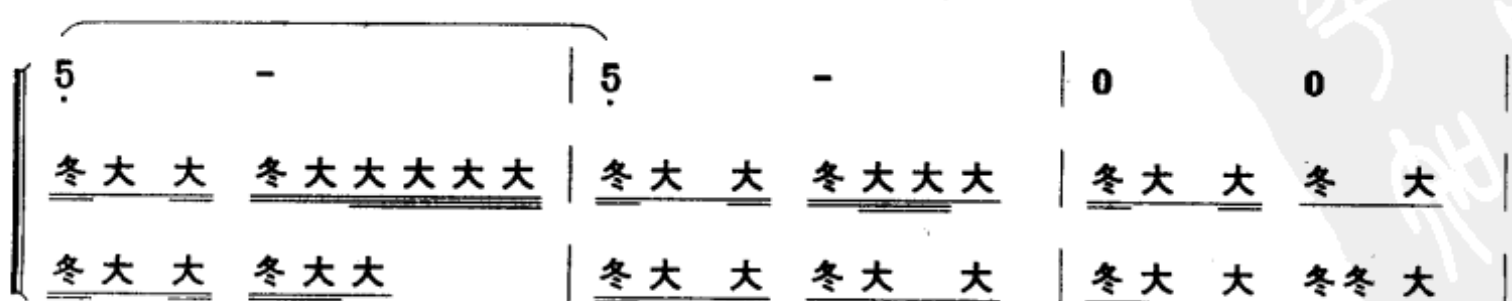 5 - | 5 - | 0 0 |
冬大 大 冬大大大大大 | 冬大 大 冬大大大 | 冬大 大 冬 大 |
冬大 大 冬大大 | 冬大 大 冬大 大 | 冬大 大 冬冬 大 |